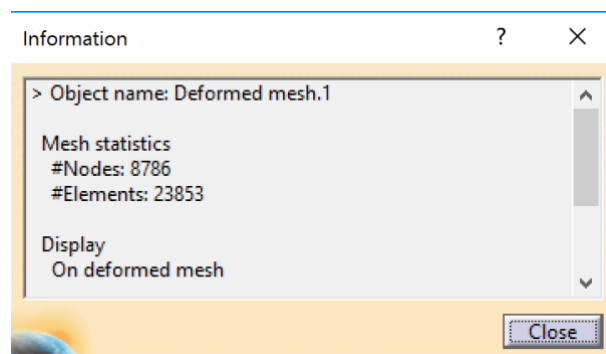 Information
?
> Object name: Deformed mesh.1
Mesh statistics
#Nodes: 8786
#Elements: 23853
Display
On deformed mesh
Close